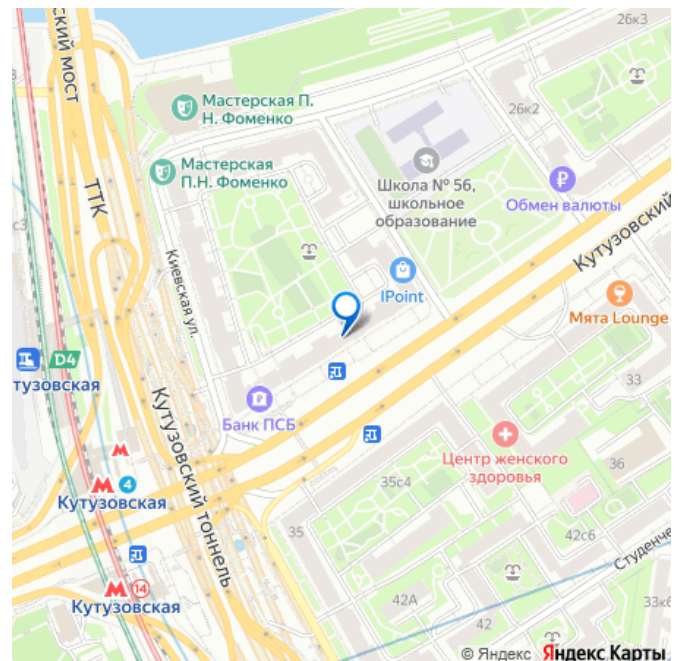 26к3
ский мост
Мастерская П.
Н. Фоменко
26к2
Мастерская
П.Н. Фоменко
Школа № 56,
школьное
образование
Обмен валюты
ТТК
с3
Киевская ул.
Кутузовский
IPoint
Мята Lounge
D4
тузовская
33
Банк ПСБ
Кутузовский тоннель
Центр женского
здоровья
36
35с4
4
Кутузовская
35
42с6
Студенче
14
Кутузовская
42А
42
33к6
© Яндекс Яндекс Карты